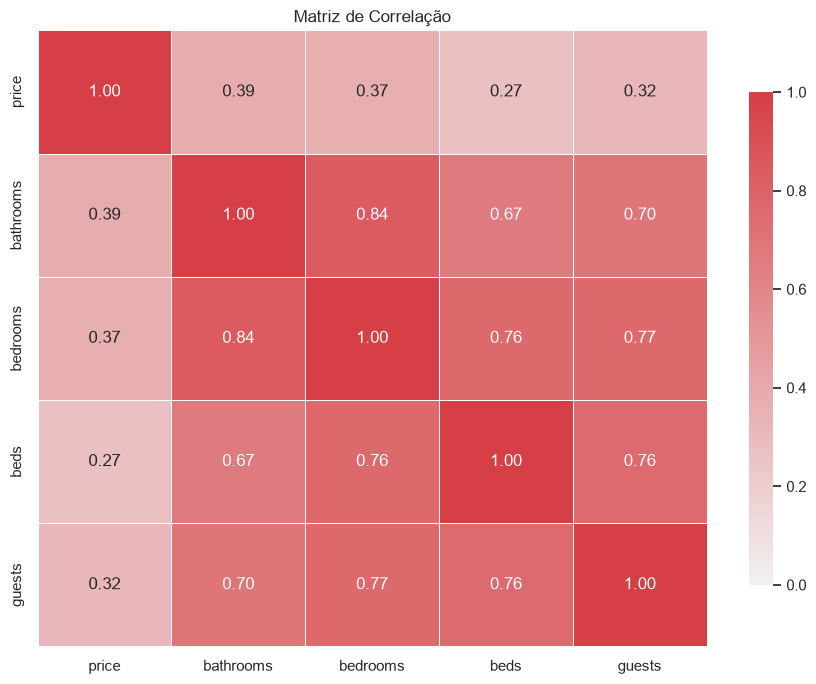 Matriz de Correlação
price 1.00 0.39 0.37 0.27 0.32
bathrooms 0.39 1.00 0.84 0.67 0.70
bedrooms 0.37 0.84 1.00 0.76 0.77
beds 0.27 0.67 0.76 1.00 0.76
guests 0.32 0.70 0.77 0.76 1.00
price bathrooms bedrooms beds guests
1.0
0.8
0.6
0.4
0.2
0.0